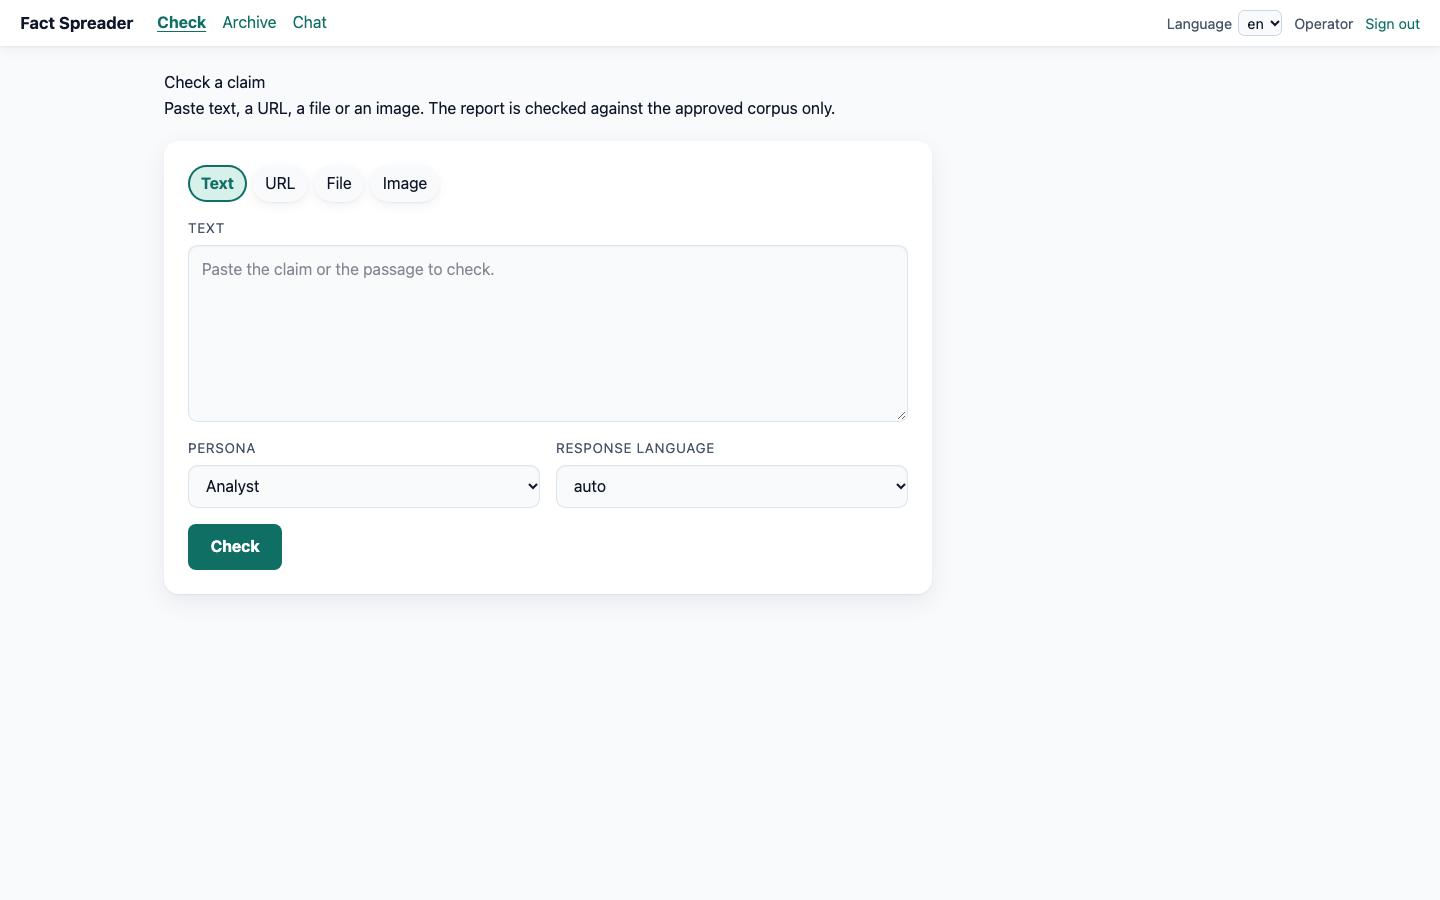 Fact Spreader Check Archive Chat Language en Operator Sign out
Check a claim
Paste text, a URL, a file or an image. The report is checked against the approved corpus only.
Text URL File Image
TEXT
Paste the claim or the passage to check.
PERSONA RESPONSE LANGUAGE
Analyst auto
Check